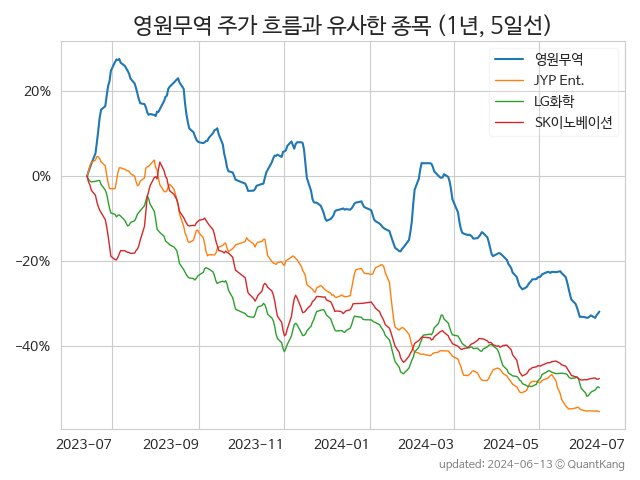 영원무역 주가 흐름과 유사한 종목 (1년, 5일선)
영원무역
JYP Ent.
LG화학
SK이노베이션
20%
0%
−20%
−40%
2023-07 2023-09 2023-11 2024-01 2024-03 2024-05 2024-07
updated: 2024-06-13 © QuantKang